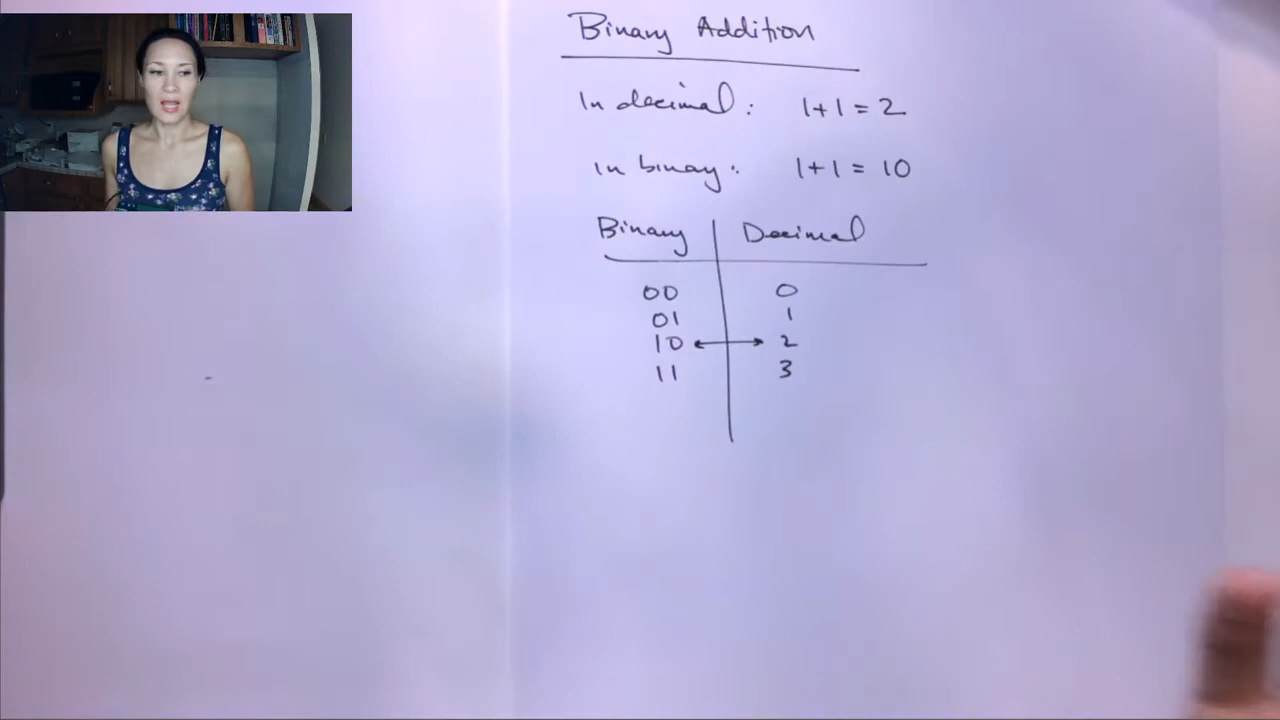 Binary Addition
In decimal: 1+1=2
In binary: 1+1=10
Binary Decimal
00 0
01 1
10 2
11 3